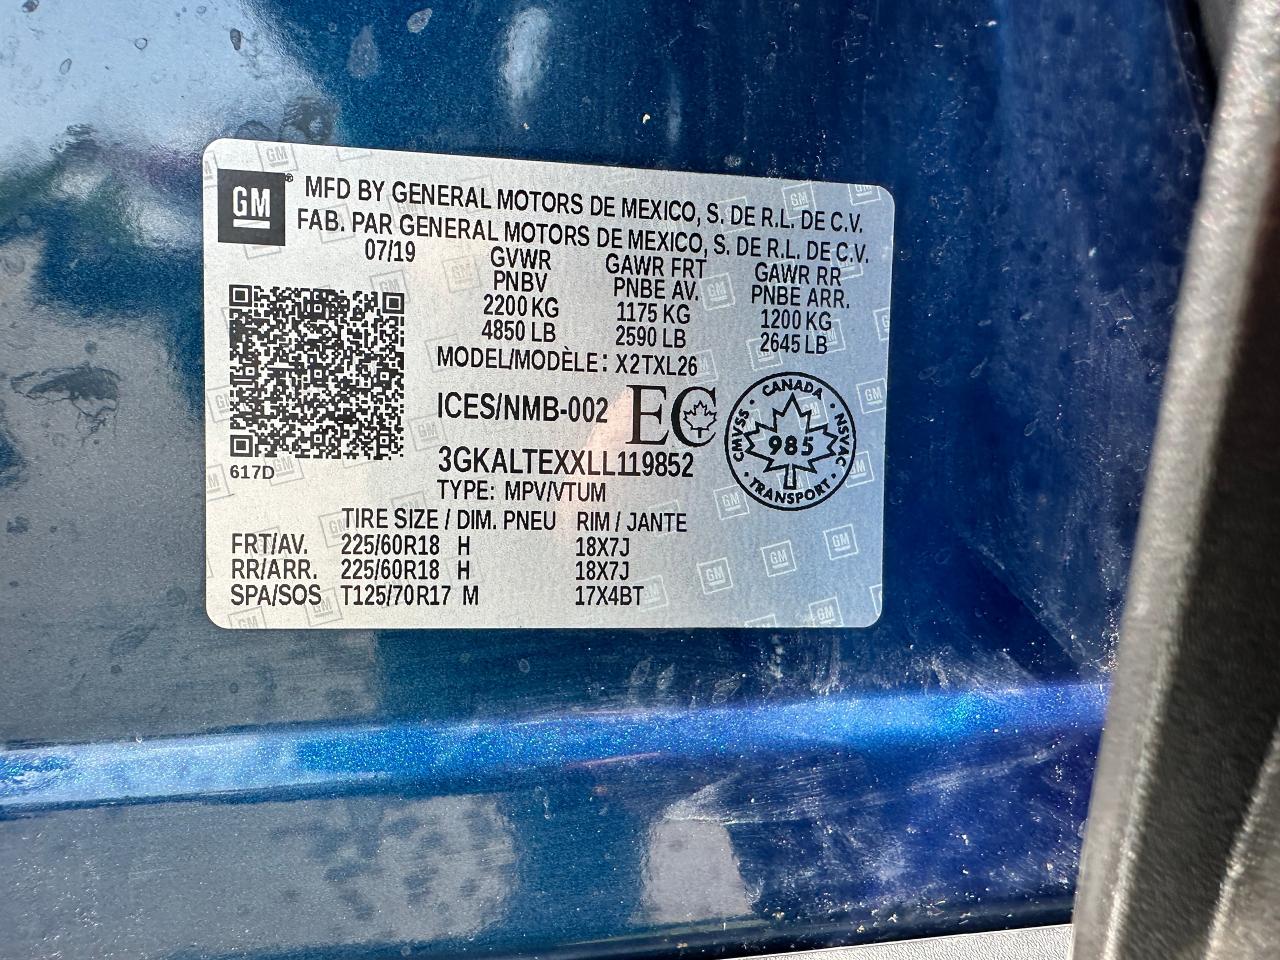 GM® MFD BY GENERAL MOTORS DE MEXICO, S. DE R.L. DE C.V.
FAB. PAR GENERAL MOTORS DE MEXICO, S. DE R.L. DE C.V.
07/19 GVWR GAWR FRT GAWR RR
PNBV PNBE AV. PNBE ARR.
2200 KG 1175 KG 1200 KG
4850 LB 2590 LB 2645 LB
MODEL/MODÈLE: X2TXL26
ICES/NMB-002 EC
CANADA
CMVSS 985 NSVAC
TRANSPORT
3GKALTEXXLL119852
617D
TYPE: MPV/VTUM
TIRE SIZE / DIM. PNEU RIM / JANTE
FRT/AV. 225/60R18 H 18X7J
RR/ARR. 225/60R18 H 18X7J
SPA/SOS T125/70R17 M 17X4BT